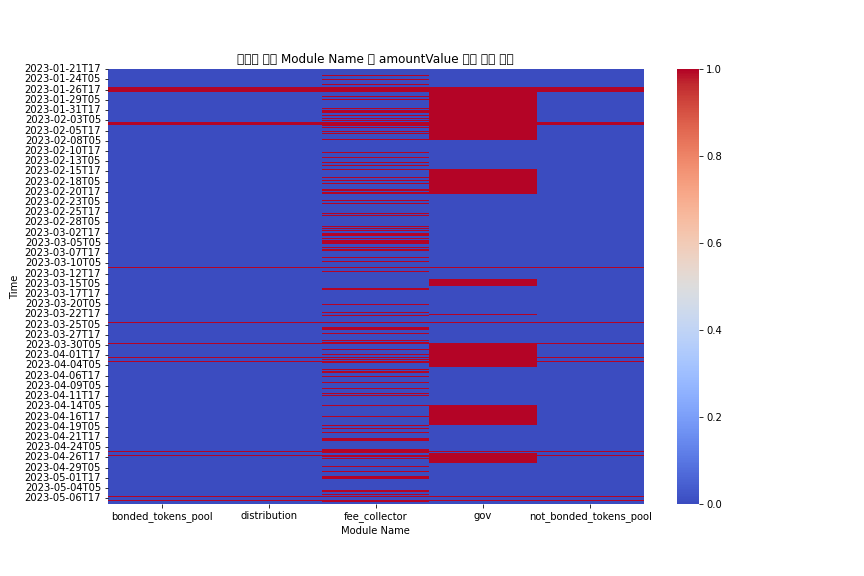 Module Name amountValue
2023-01-21T17
2023-01-24T05
2023-01-26T17
2023-01-29T05
2023-01-31T17
2023-02-03T05
2023-02-05T17
2023-02-08T05
2023-02-10T17
2023-02-13T05
2023-02-15T17
2023-02-18T05
2023-02-20T17
2023-02-23T05
2023-02-25T17
2023-02-28T05
2023-03-02T17
2023-03-05T05
2023-03-07T17
2023-03-10T05
2023-03-12T17
2023-03-15T05
2023-03-17T17
2023-03-20T05
2023-03-22T17
2023-03-25T05
2023-03-27T17
2023-03-30T05
2023-04-01T17
2023-04-04T05
2023-04-06T17
2023-04-09T05
2023-04-11T17
2023-04-14T05
2023-04-16T17
2023-04-19T05
2023-04-21T17
2023-04-24T05
2023-04-26T17
2023-04-29T05
2023-05-01T17
2023-05-04T05
2023-05-06T17
Time
bonded_tokens_pool
distribution
fee_collector
gov
not_bonded_tokens_pool
Module Name
1.0
0.8
0.6
0.4
0.2
0.0